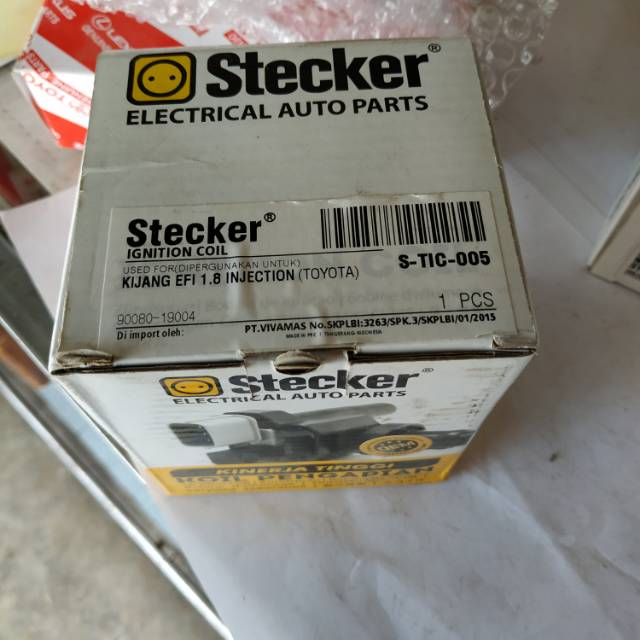 Stecker®
ELECTRICAL AUTO PARTS
Stecker®
IGNITION COIL
USED FOR(DIPERGUNAKAN UNTUK)
S-TIC-005
KIJANG EFI 1.8 INJECTION (TOYOTA)
1 PCS
90080-19004
Di import oleh:
PT.VIVAMAS No.SKPLBI:3263/SPK.3/SKPLBI/01/2015
Stecker®
ELECTRICAL AUTO PARTS
KINERJA TINGGI
KOIL PENGAPIAN